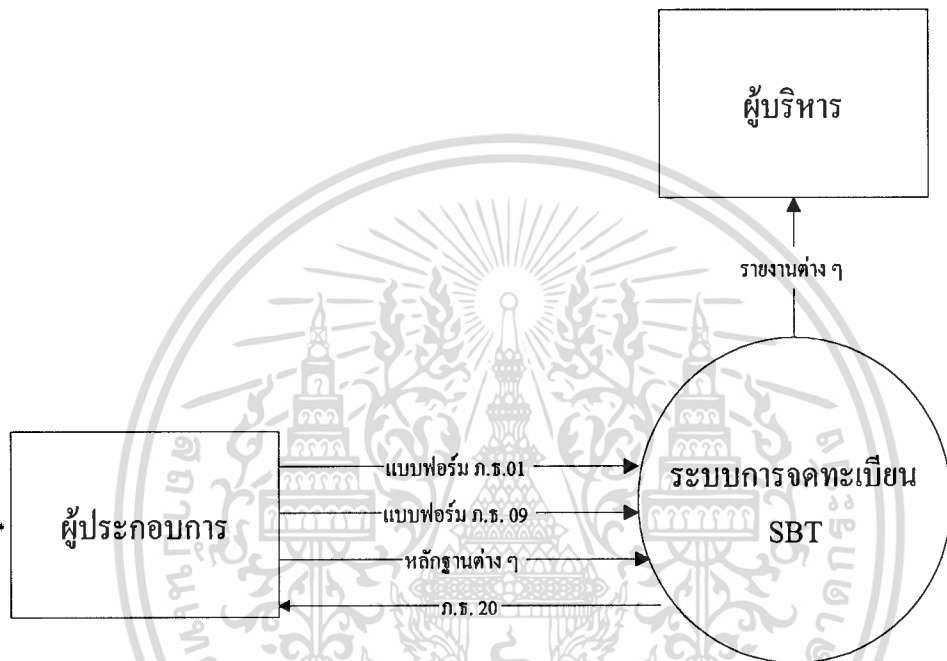 ผู้บริหาร
รายงานต่าง ๆ
แบบฟอร์ม ภ.ธ.01
ระบบการจดทะเบียน
SBT
แบบฟอร์ม ภ.ธ. 09
ผู้ประกอบการ
หลักฐานต่าง ๆ
ภ.ธ. 20